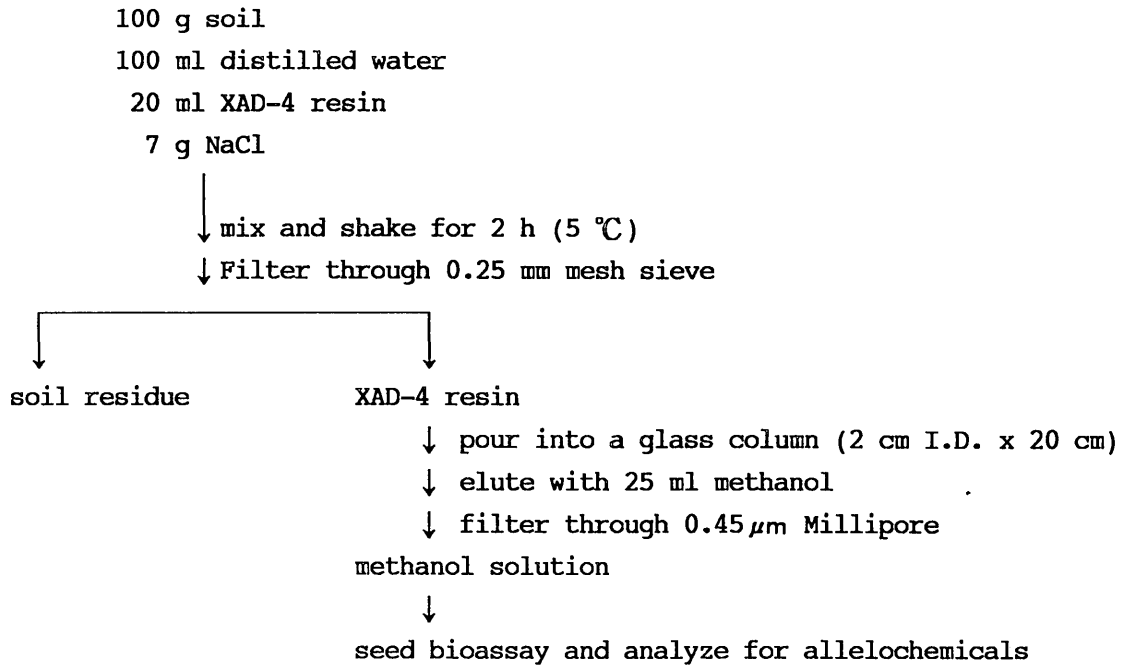 100 g soil
100 ml distilled water
20 ml XAD-4 resin
7 g NaCl
mix and shake for 2 h (5 ℃)
Filter through 0.25 mm mesh sieve
soil residue
XAD-4 resin
pour into a glass column (2 cm I.D. x 20 cm)
elute with 25 ml methanol
filter through 0.45 μm Millipore
methanol solution
seed bioassay and analyze for allelochemicals